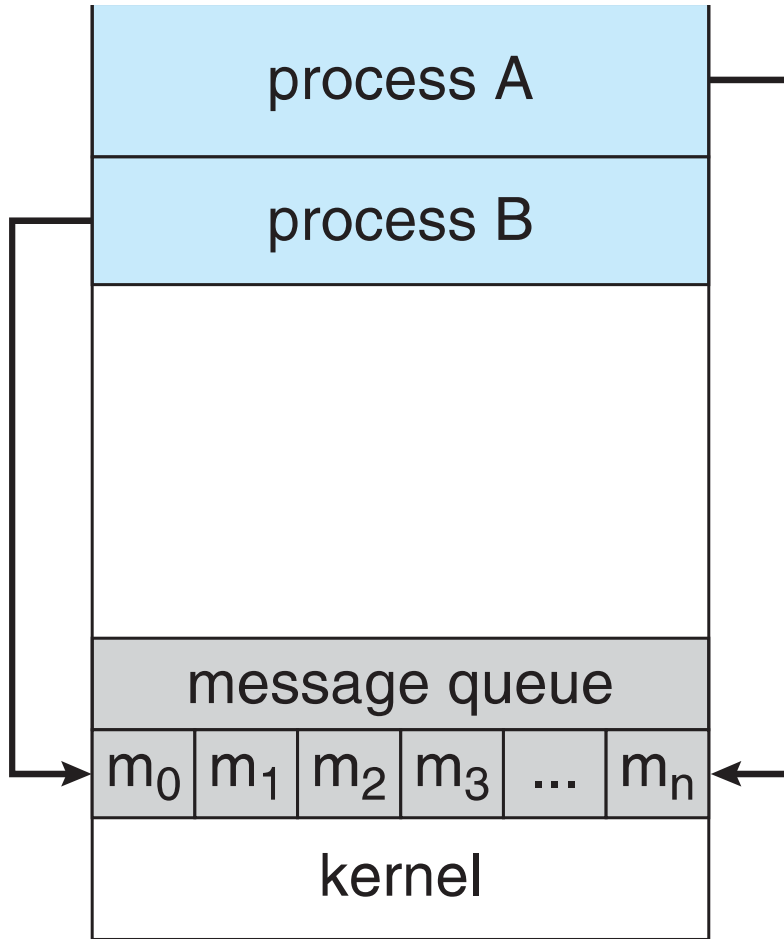 process A
process B
message queue
m₀ m₁ m₂ m₃ ... mₙ
kernel